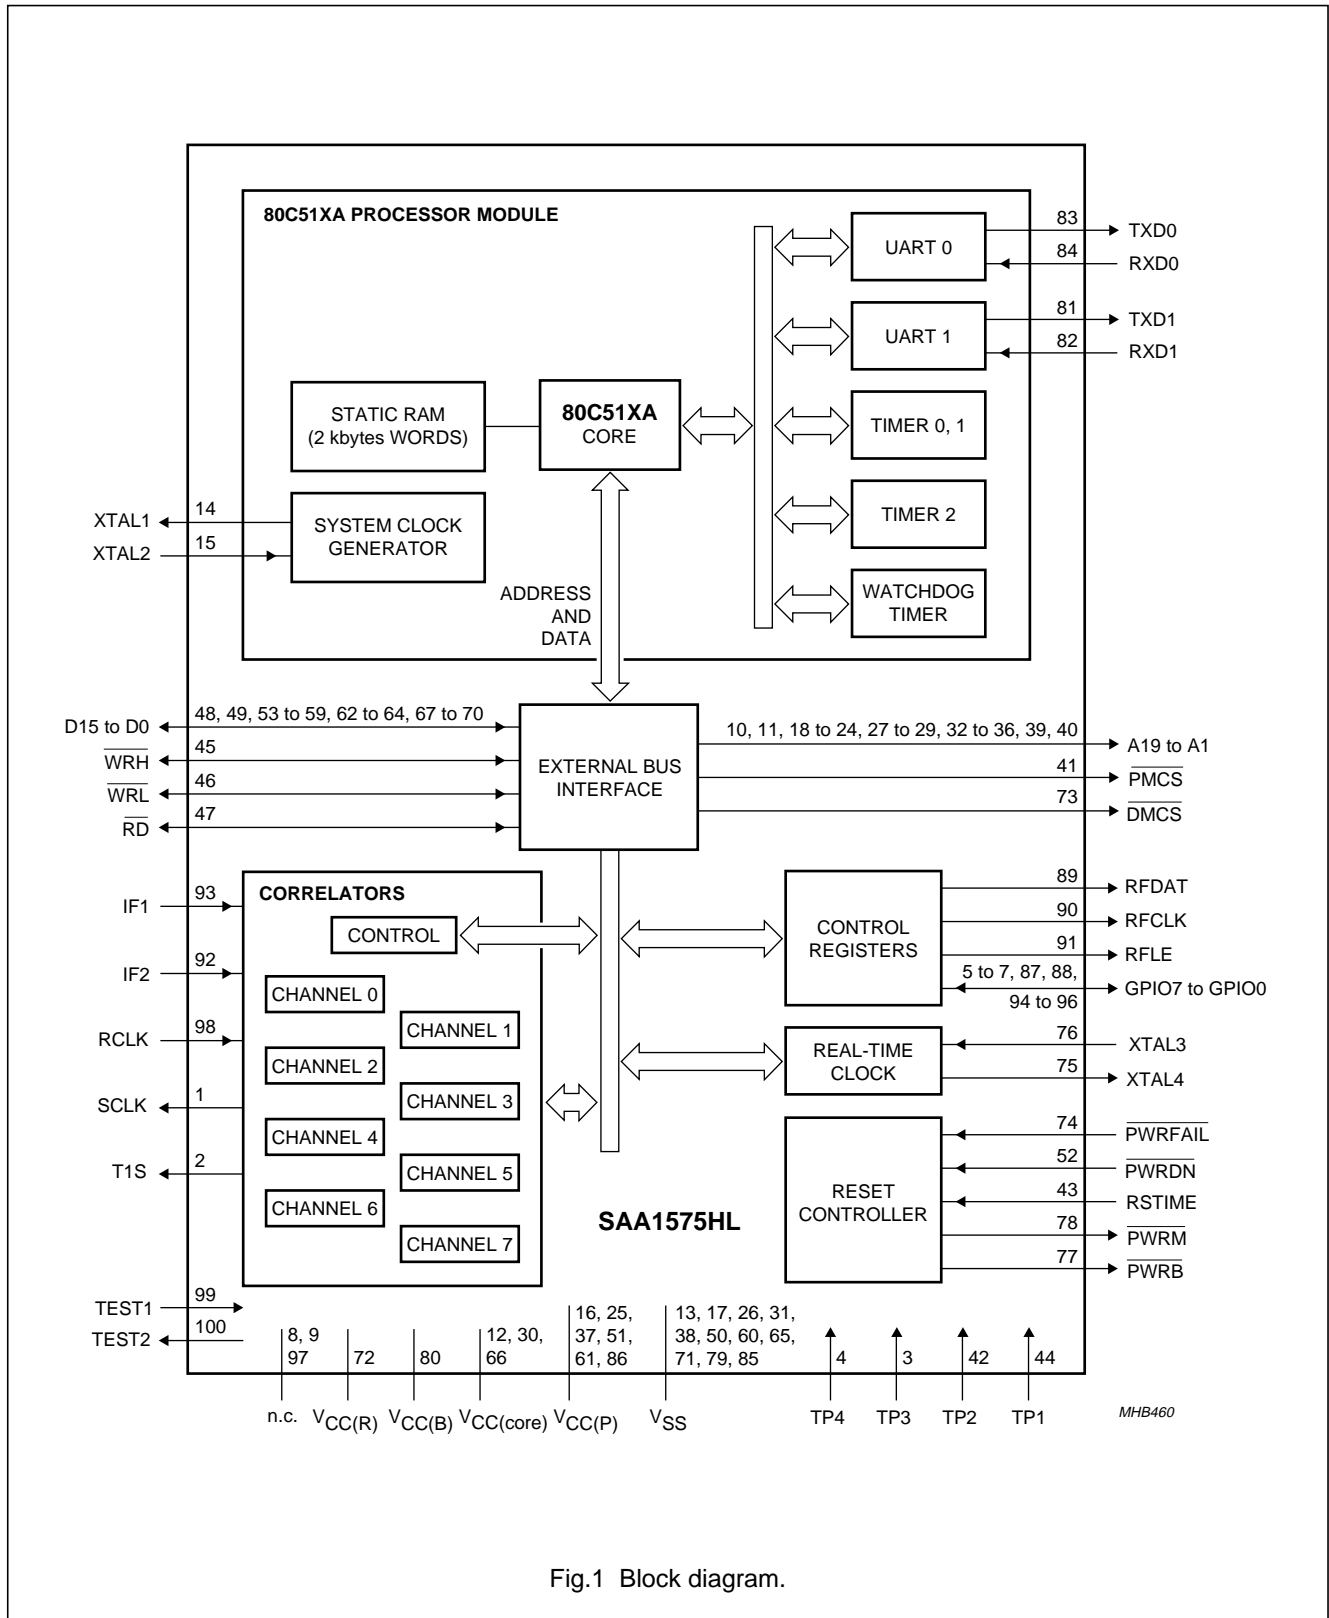 80C51XA PROCESSOR MODULE
UART 0
83
TXD0
84
RXD0
UART 1
81
TXD1
82
RXD1
STATIC RAM
(2 kbytes WORDS)
80C51XA
CORE
TIMER 0, 1
XTAL1
14
XTAL2
15
SYSTEM CLOCK
GENERATOR
TIMER 2
ADDRESS
AND
DATA
WATCHDOG
TIMER
D15 to D0
48, 49, 53 to 59, 62 to 64, 67 to 70
WRH
45
WRL
46
RD
47
EXTERNAL BUS
INTERFACE
10, 11, 18 to 24, 27 to 29, 32 to 36, 39, 40
A19 to A1
41
PMCS
73
DMCS
CORRELATORS
IF1
93
CONTROL
IF2
92
CHANNEL 0
CHANNEL 1
RCLK
98
CHANNEL 2
CHANNEL 3
SCLK
1
CHANNEL 4
T1S
2
CHANNEL 5
CHANNEL 6
CHANNEL 7
CONTROL
REGISTERS
89
RFDAT
90
RFCLK
91
RFLE
5 to 7, 87, 88,
94 to 96
GPIO7 to GPIO0
REAL-TIME
CLOCK
76
XTAL3
75
XTAL4
RESET
CONTROLLER
74
PWRFAIL
52
PWRDN
43
RSTIME
78
PWRM
77
PWRB
SAA1575HL
TEST1
99
TEST2
100
8, 9
97
n.c.
72
VCC(R)
80
VCC(B)
12, 30,
66
VCC(core)
16, 25,
37, 51,
61, 86
VCC(P)
13, 17, 26, 31,
38, 50, 60, 65,
71, 79, 85
VSS
4
TP4
3
TP3
42
TP2
44
TP1
MHB460
Fig.1 Block diagram.